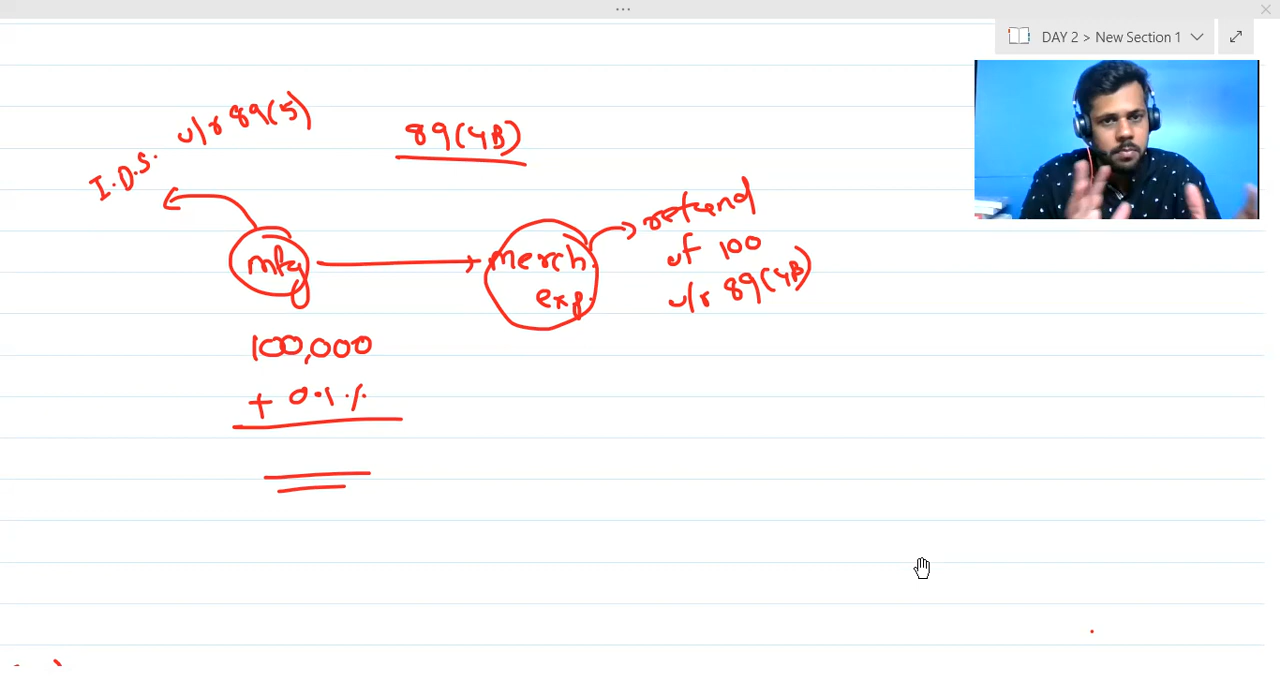 DAY 2 > New Section 1
I.D.S. u/r 89(5)
89(4B)
mfg
merch.
exp.
refund
of 100
u/r 89(4B)
100,000
+ 0.1%